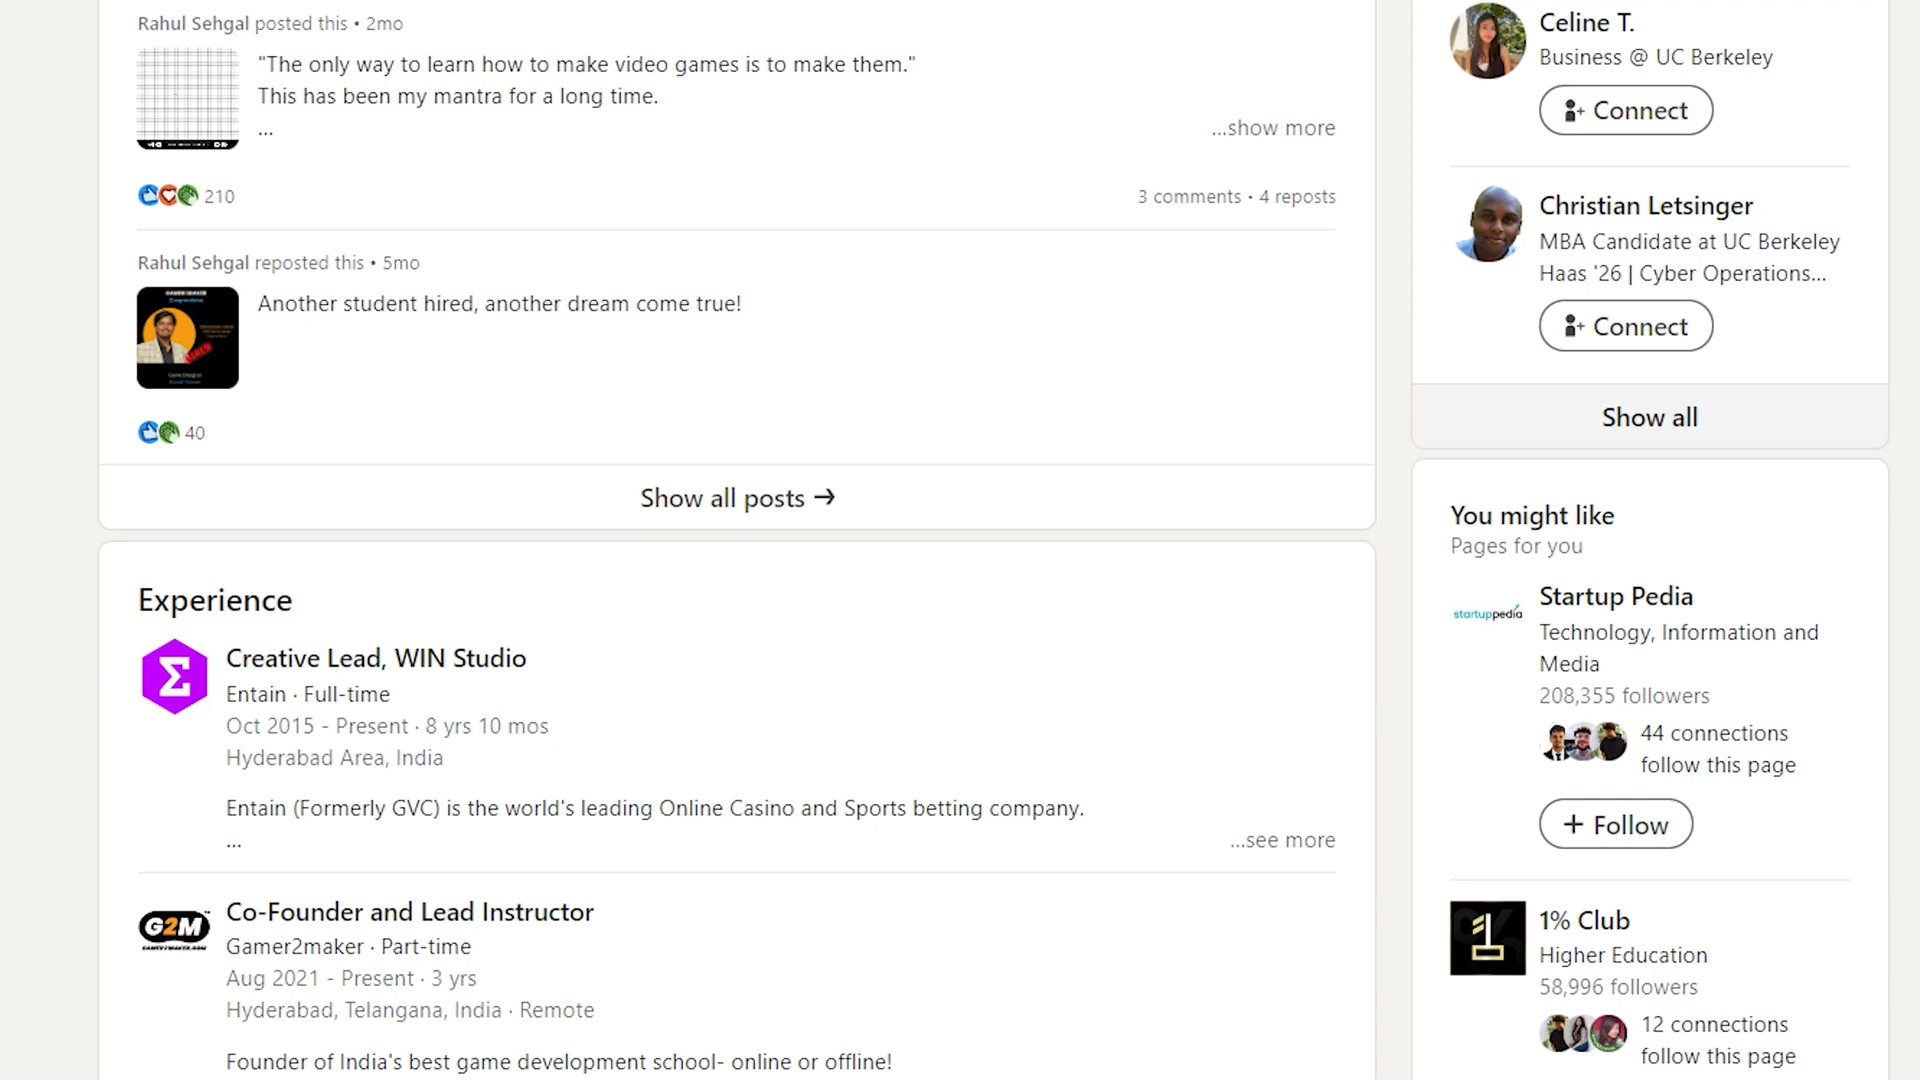 Rahul Sehgal posted this • 2mo
"The only way to learn how to make video games is to make them."
This has been my mantra for a long time.
...
...show more
210
3 comments • 4 reposts
Rahul Sehgal reposted this • 5mo
Another student hired, another dream come true!
40
Show all posts →
Experience
Creative Lead, WIN Studio
Entain · Full-time
Oct 2015 - Present · 8 yrs 10 mos
Hyderabad Area, India
Entain (Formerly GVC) is the world's leading Online Casino and Sports betting company.
...
...see more
G2M
GAMER2MAKER.COM
Co-Founder and Lead Instructor
Gamer2maker · Part-time
Aug 2021 - Present · 3 yrs
Hyderabad, Telangana, India · Remote
Founder of India's best game development school- online or offline!
Celine T.
Business @ UC Berkeley
Connect
Christian Letsinger
MBA Candidate at UC Berkeley
Haas '26 | Cyber Operations...
Connect
Show all
You might like
Pages for you
startuppedia
Startup Pedia
Technology, Information and
Media
208,355 followers
44 connections
follow this page
+ Follow
1% Club
Higher Education
58,996 followers
12 connections
follow this page